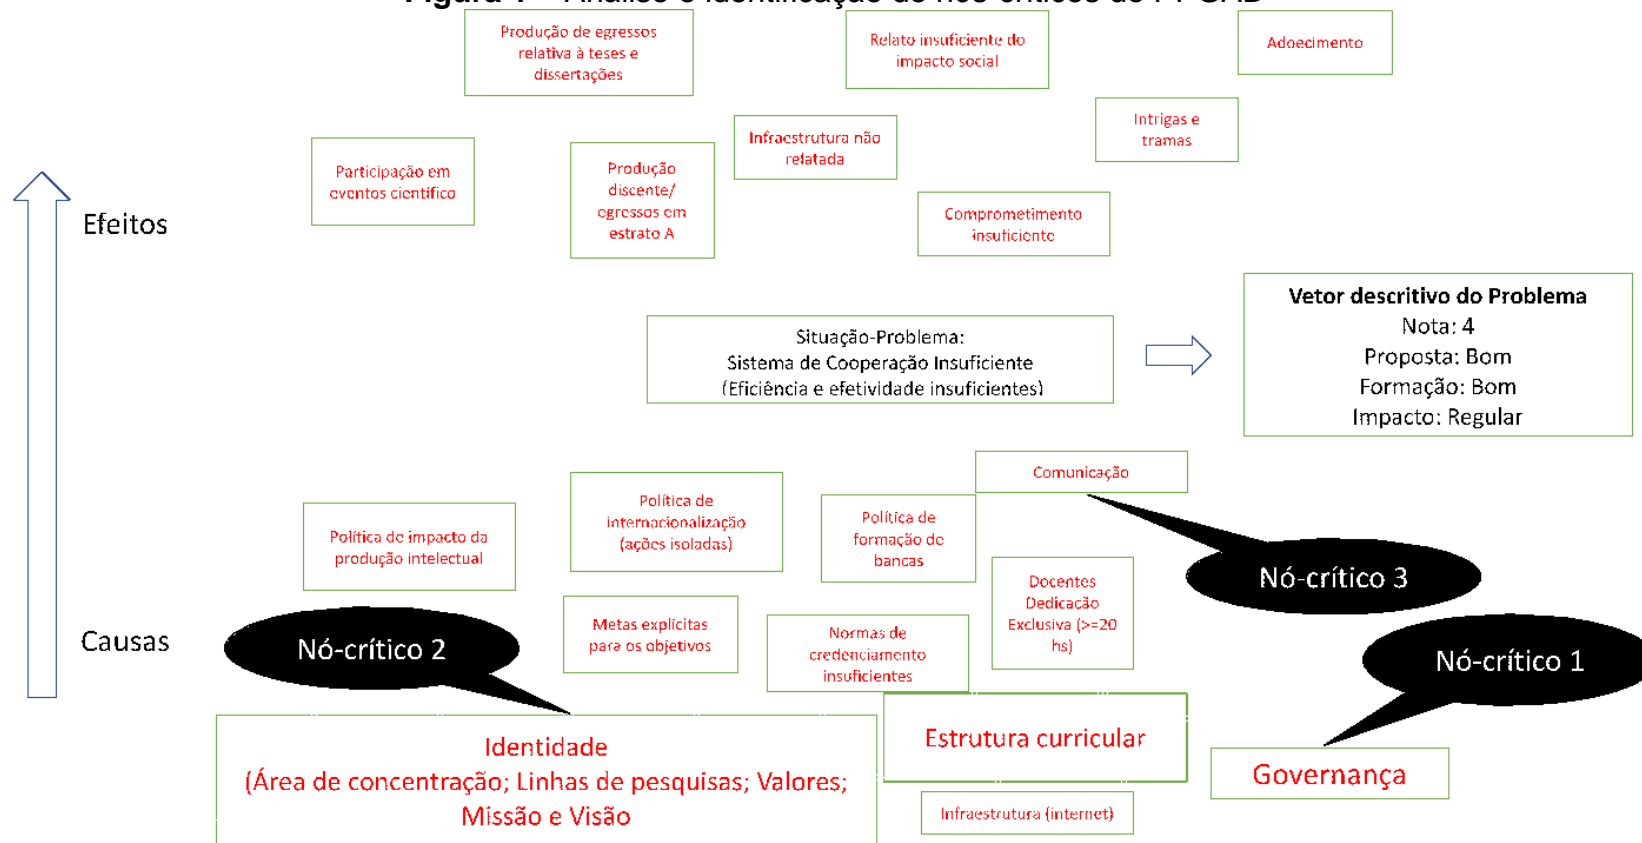 Produção de egressos
relativa à teses e
dissertações
Relato insuficiente do
impacto social
Adoecimento
Intrigas e
tramas
Infraestrutura não
relatada
Participação em
eventos científico
Produção
discente/
egressos em
estrato A
Comprometimento
insuficiente
Efeitos
Vetor descritivo do Problema
Nota: 4
Proposta: Bom
Formação: Bom
Impacto: Regular
Situação-Problema:
Sistema de Cooperação Insuficiente
(Eficiência e efetividade insuficientes)
Comunicação
Política de
internacionalização
(ações isoladas)
Política de
formação de
bancas
Política de impacto da
produção intelectual
Nó-crítico 3
Docentes
Dedicação
Exclusiva (>=20
hs)
Causas
Nó-crítico 2
Metas explícitas
para os objetivos
Normas de
credenciamento
insuficientes
Nó-crítico 1
Identidade
(Área de concentração; Linhas de pesquisas; Valores;
Missão e Visão
Estrutura curricular
Governança
Infraestrutura (internet)